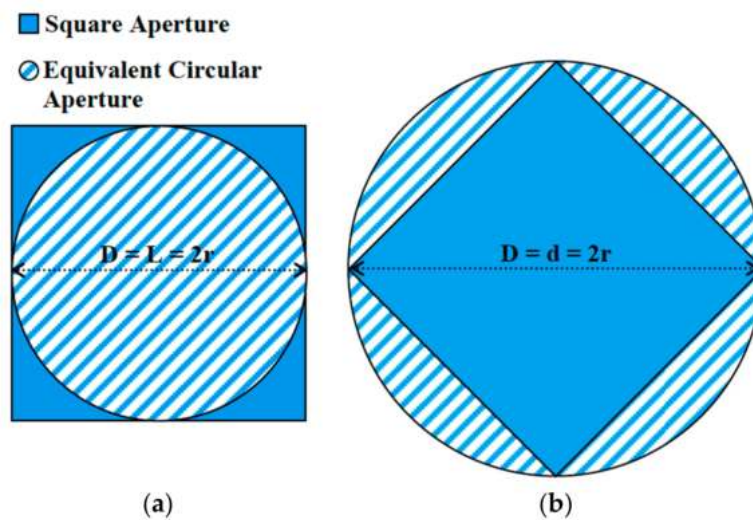 Square Aperture
Equivalent Circular
Aperture
D = L = 2r
D = d = 2r
(a)
(b)